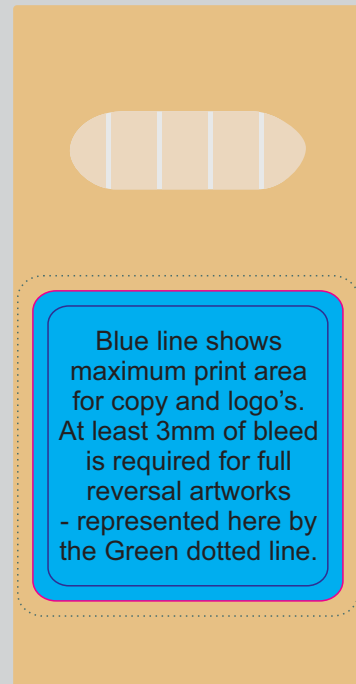 Blue line shows
maximum print area
for copy and logo's.
At least 3mm of bleed
is required for full
reversal artworks
- represented here by
the Green dotted line.